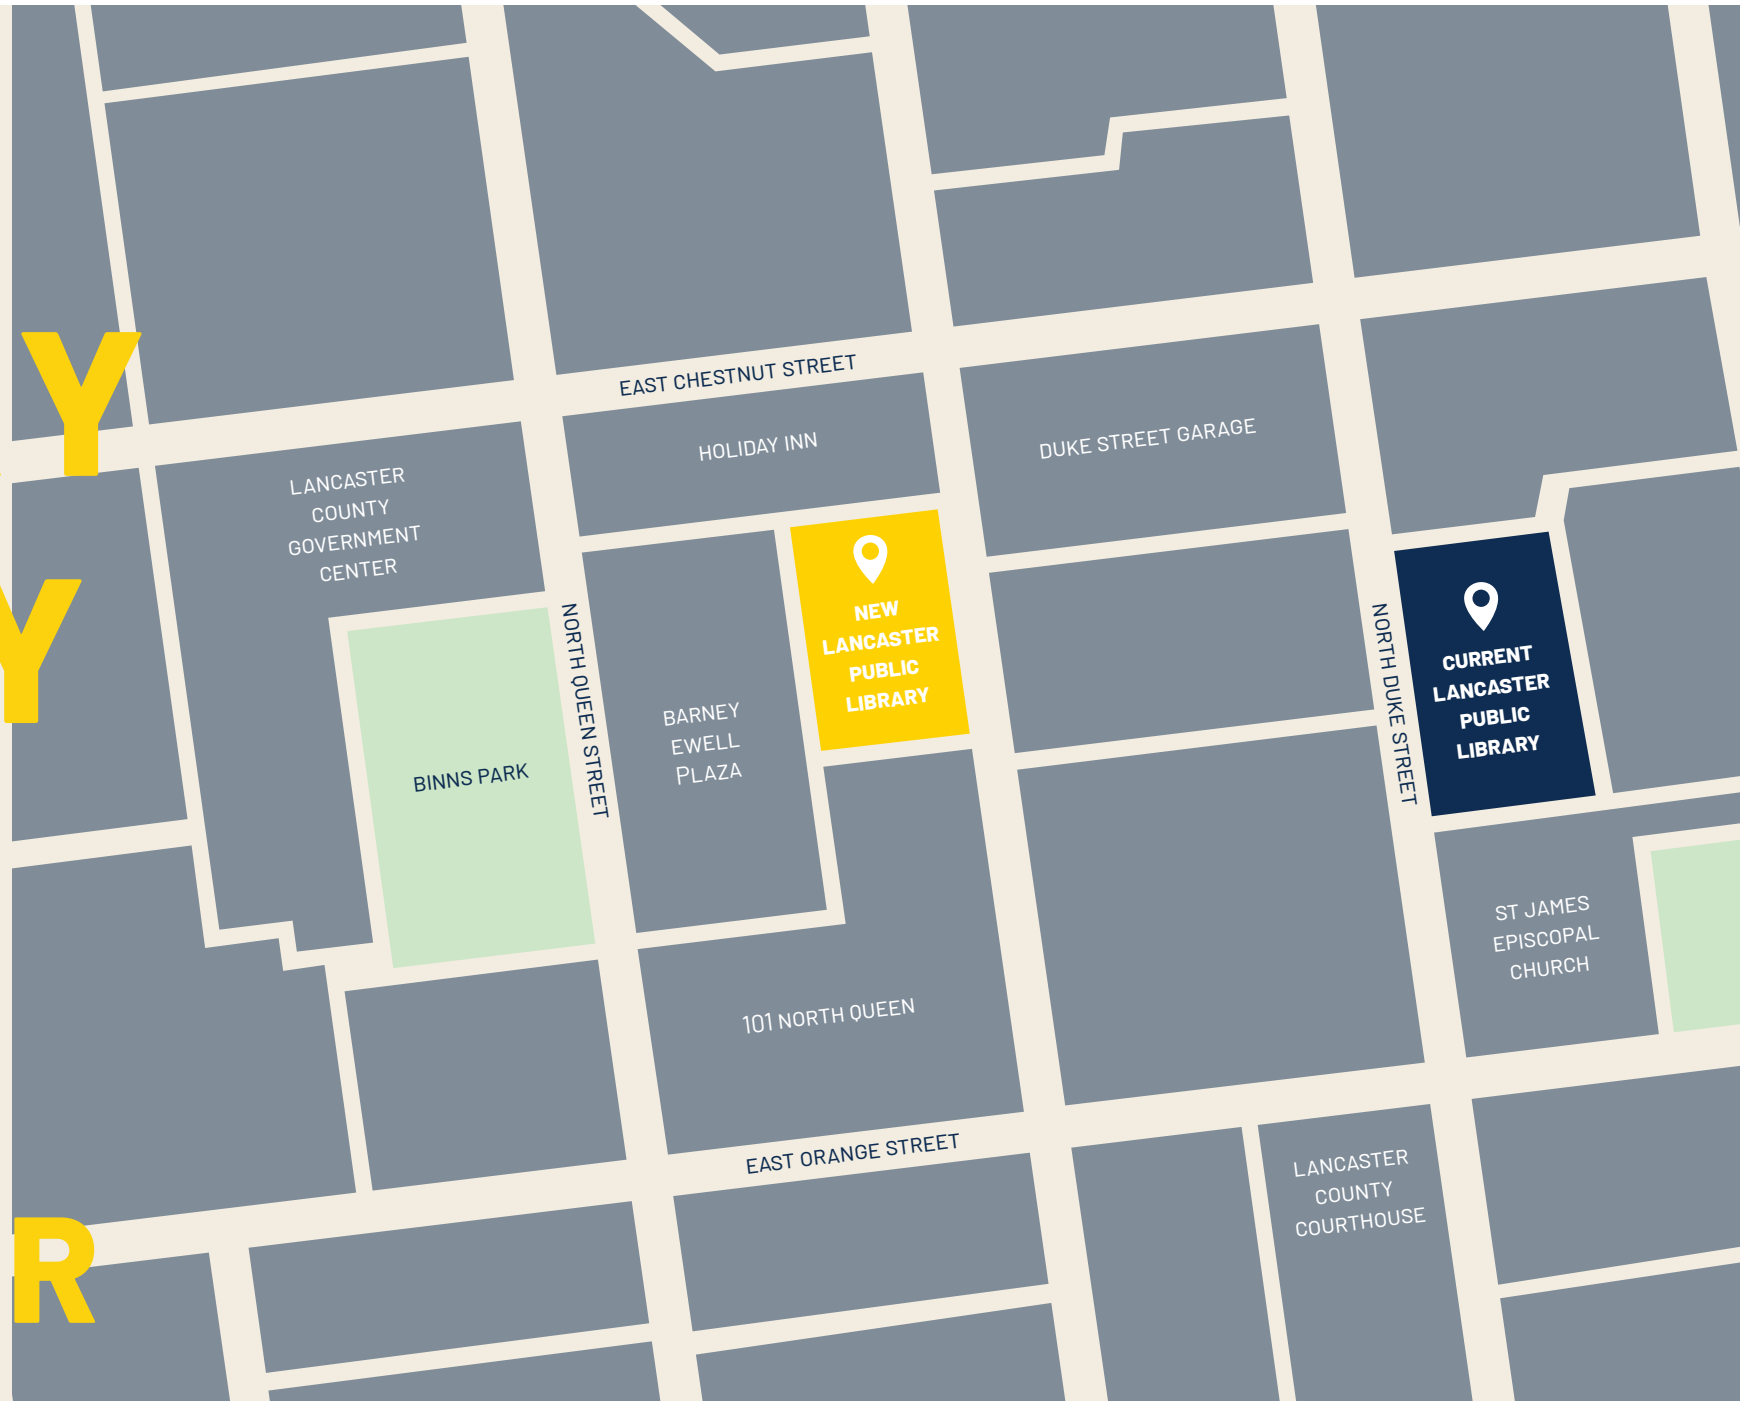 EAST CHESTNUT STREET
HOLIDAY INN
DUKE STREET GARAGE
Y
LANCASTER
COUNTY
GOVERNMENT
CENTER
NEW
LANCASTER
PUBLIC
LIBRARY
CURRENT
LANCASTER
PUBLIC
LIBRARY
Y
NORTH QUEEN STREET
NORTH DUKE STREET
BARNEY
EWELL
PLAZA
BINNS PARK
ST JAMES
EPISCOPAL
CHURCH
101 NORTH QUEEN
EAST ORANGE STREET
LANCASTER
COUNTY
COURTHOUSE
R